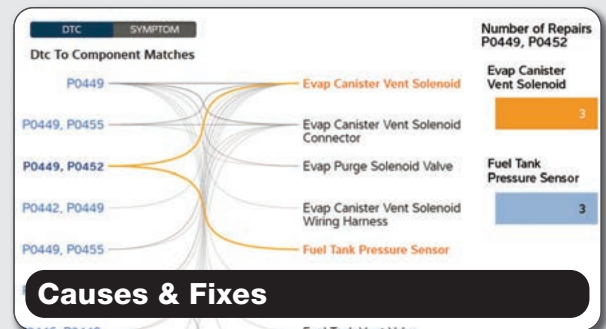 DTC SYMPTOM
Dtc To Component Matches
P0449
P0449, P0455
P0449, P0452
P0442, P0449
P0449, P0455
Evap Canister Vent Solenoid
Evap Canister Vent Solenoid
Connector
Evap Purge Solenoid Valve
Evap Canister Vent Solenoid
Wiring Harness
Fuel Tank Pressure Sensor
Number of Repairs
P0449, P0452
Evap Canister
Vent Solenoid
3
Fuel Tank
Pressure Sensor
3
Causes & Fixes